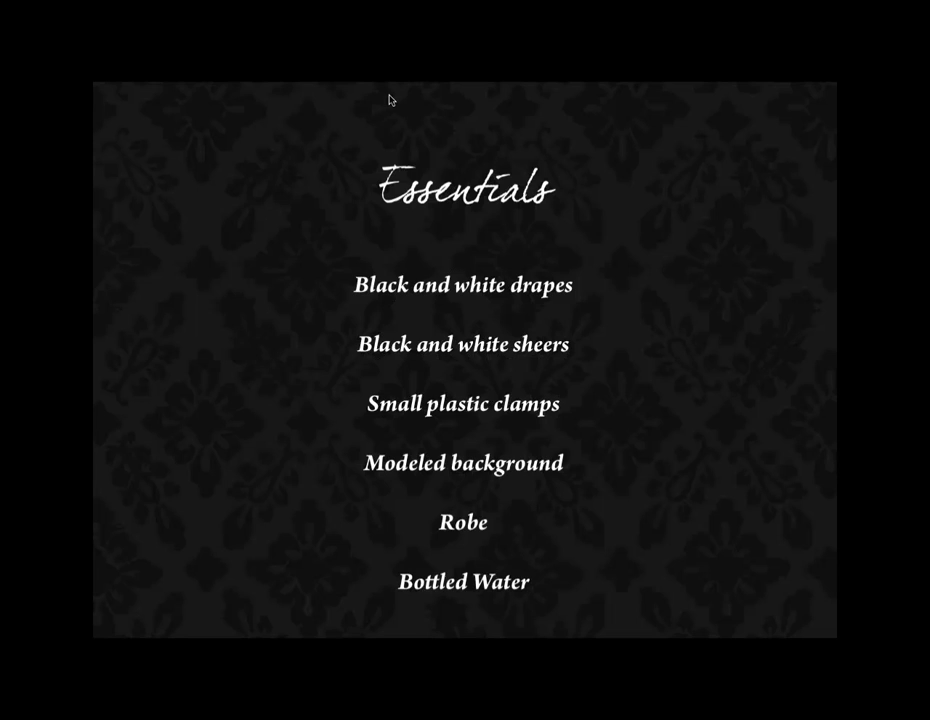 Essentials
Black and white drapes
Black and white sheers
Small plastic clamps
Modeled background
Robe
Bottled Water